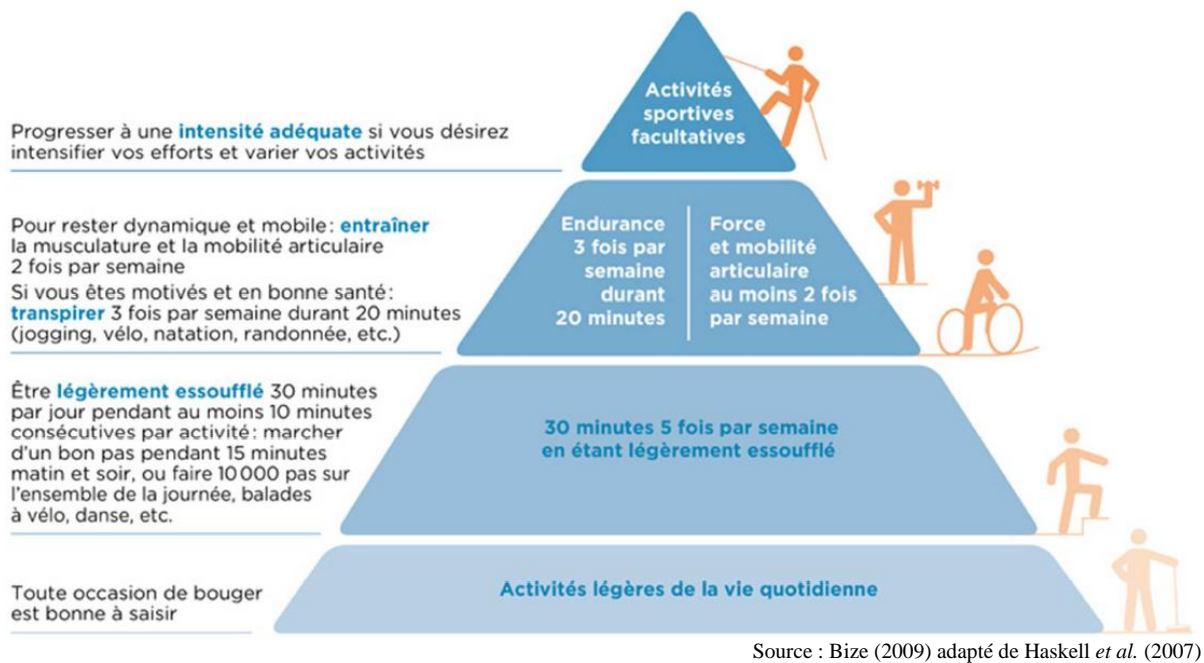 Activités
sportives
facultatives
Progresser à une intensité adéquate si vous désirez
intensifier vos efforts et varier vos activités
Pour rester dynamique et mobile : entraîner
la musculature et la mobilité articulaire
2 fois par semaine
Si vous êtes motivés et en bonne santé :
transpirer 3 fois par semaine durant 20 minutes
(jogging, vélo, natation, randonnée, etc.)
Endurance
3 fois par
semaine
durant
20 minutes
Force
et mobilité
articulaire
au moins 2 fois
par semaine
Être légèrement essoufflé 30 minutes
par jour pendant au moins 10 minutes
consécutives par activité : marcher
d'un bon pas pendant 15 minutes
matin et soir, ou faire 10 000 pas sur
l'ensemble de la journée, balades
à vélo, danse, etc.
30 minutes 5 fois par semaine
en étant légèrement essoufflé
Toute occasion de bouger
est bonne à saisir
Activités légères de la vie quotidienne
Source : Bize (2009) adapté de Haskell et al. (2007)